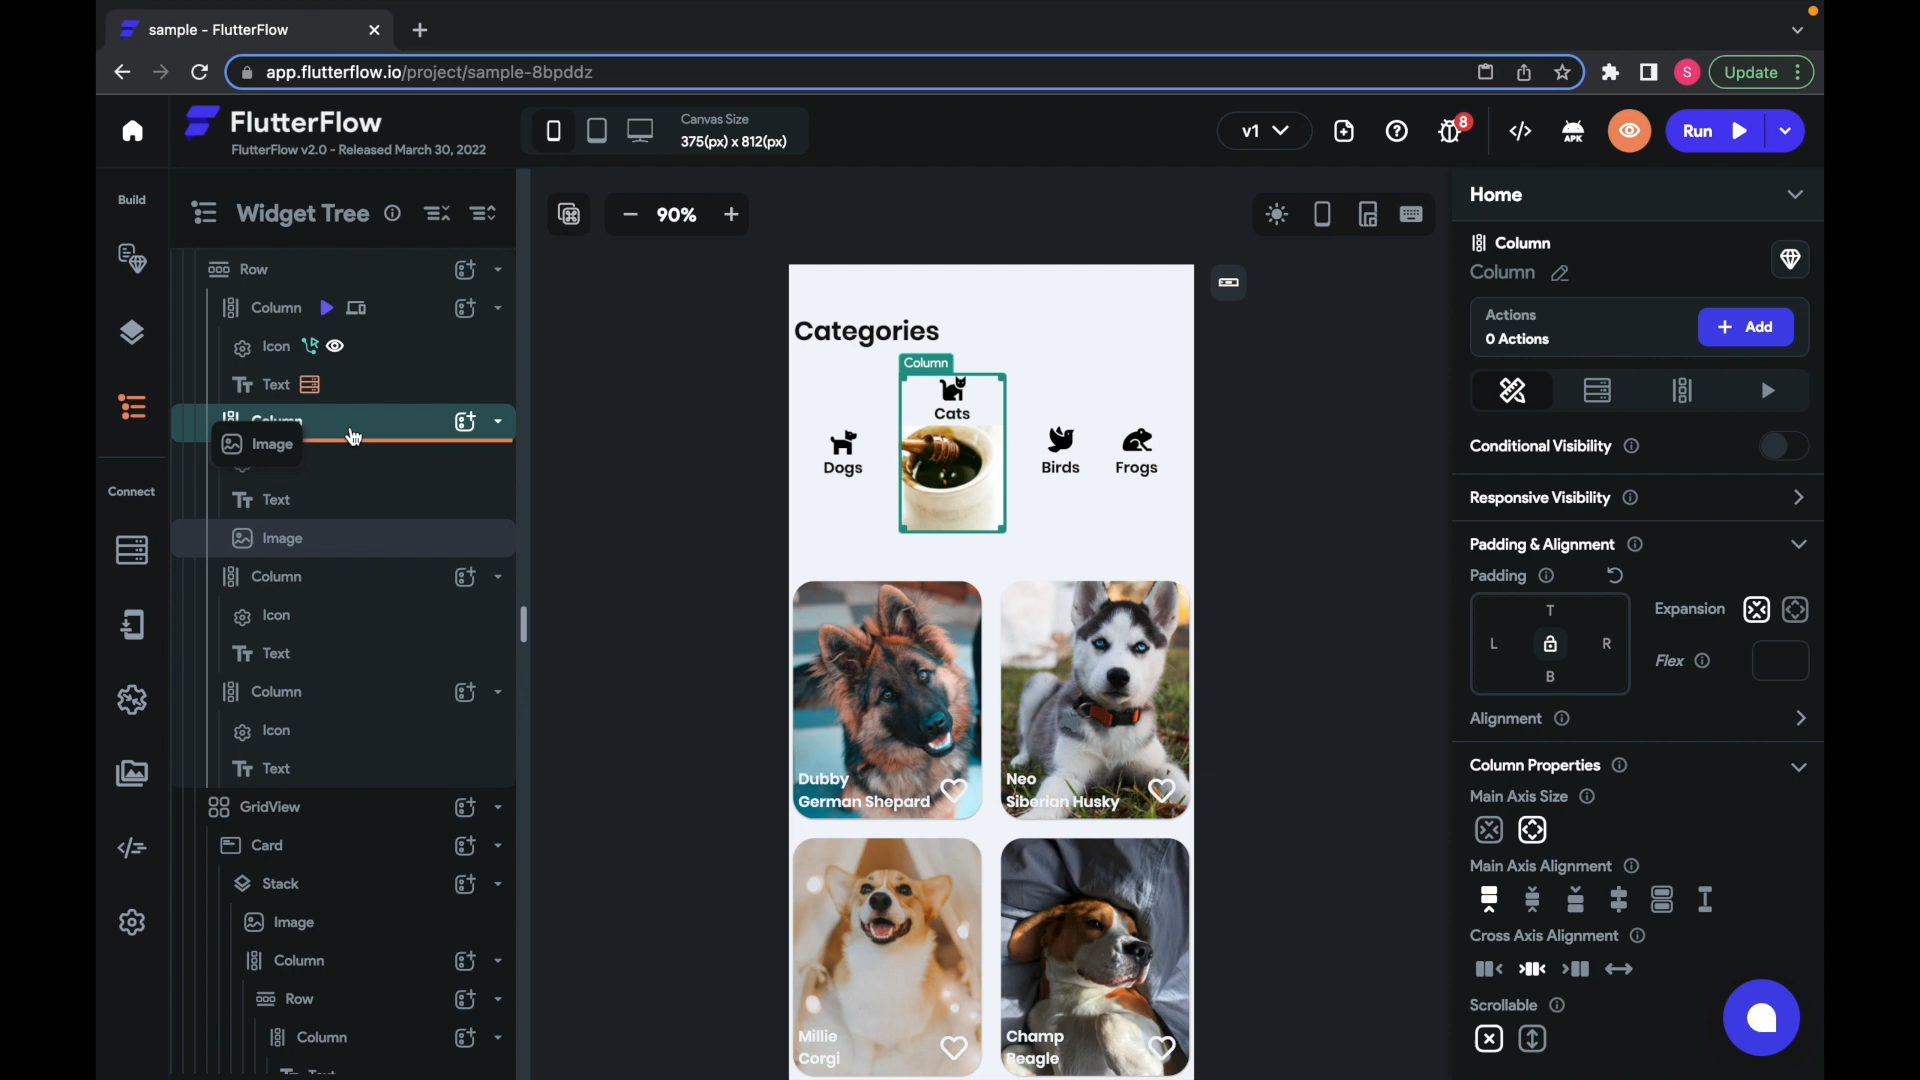 sample - FlutterFlow
app.flutterflow.io/project/sample-8bpddz
S
Update
FlutterFlow
FlutterFlow v2.0 - Released March 30, 2022
Canvas Size
375(px) x 812(px)
v1
8
APK
Run
Build
Connect
Widget Tree
Row
Column
Icon
Text
Column
Image
Text
Image
Column
Icon
Text
Column
Icon
Text
GridView
Card
Stack
Image
Column
Row
Column
Text
90%
Categories
Column
Cats
Dogs
Birds
Frogs
Dubby
German Shepard
Neo
Siberian Husky
Millie
Corgi
Champ
Beagle
Home
Column
Column
Actions
0 Actions
+ Add
Conditional Visibility
Responsive Visibility
Padding & Alignment
Padding
T
L
R
B
Expansion
Flex
Alignment
Column Properties
Main Axis Size
Main Axis Alignment
Cross Axis Alignment
Scrollable